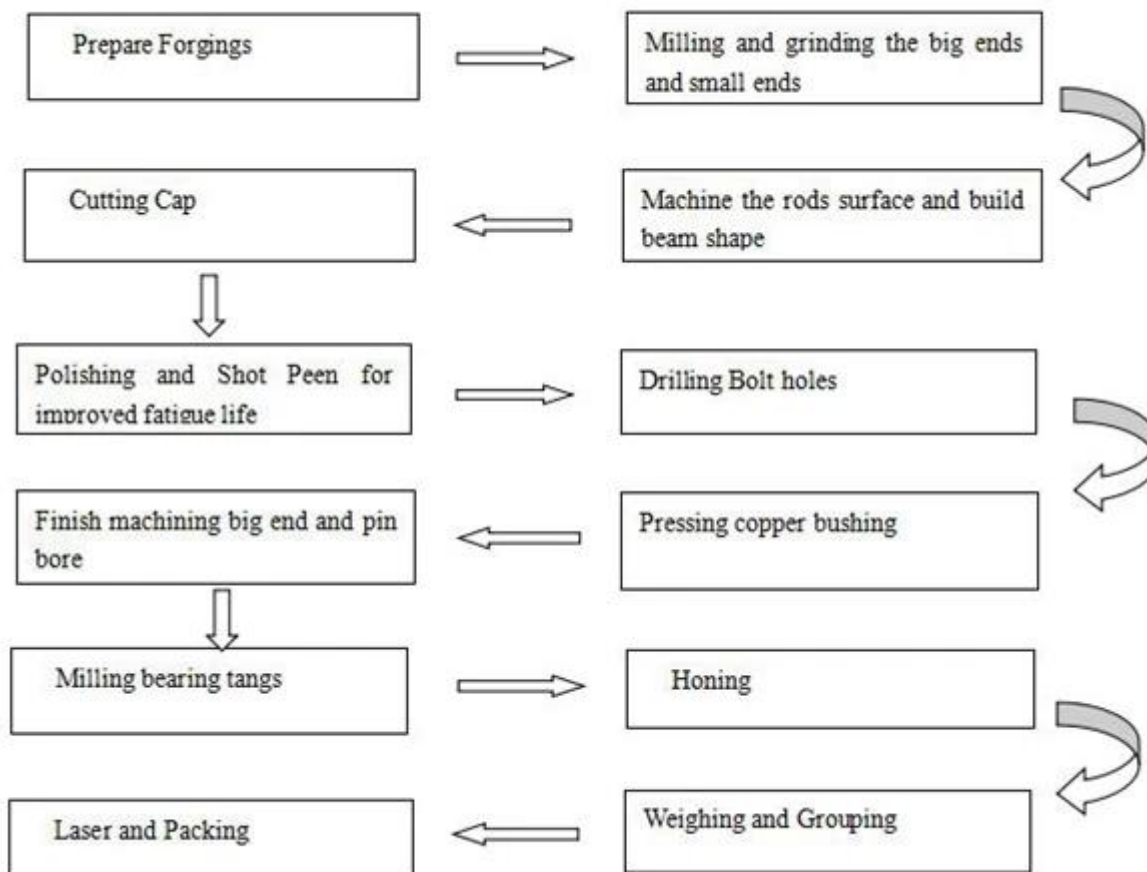 Prepare Forgings
Milling and grinding the big ends
and small ends
Machine the rods surface and build
beam shape
Cutting Cap
Polishing and Shot Peen for
improved fatigue life
Drilling Bolt holes
Pressing copper bushing
Finish machining big end and pin
bore
Milling bearing tangs
Honing
Weighing and Grouping
Laser and Packing